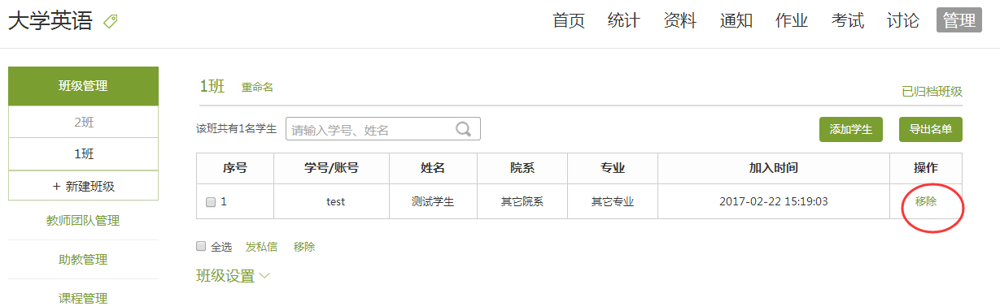 大学英语
首页 统计 资料 通知 作业 考试 讨论 管理
班级管理
2班
1班
+ 新建班级
教师团队管理
助教管理
课程管理
1班 重命名 已归档班级
该班共有1名学生 请输入学号、姓名 添加学生 导出名单
序号 学号/账号 姓名 院系 专业 加入时间 操作
1 test 测试学生 其它院系 其它专业 2017-02-22 15:19:03 移除
全选 发私信 移除
班级设置